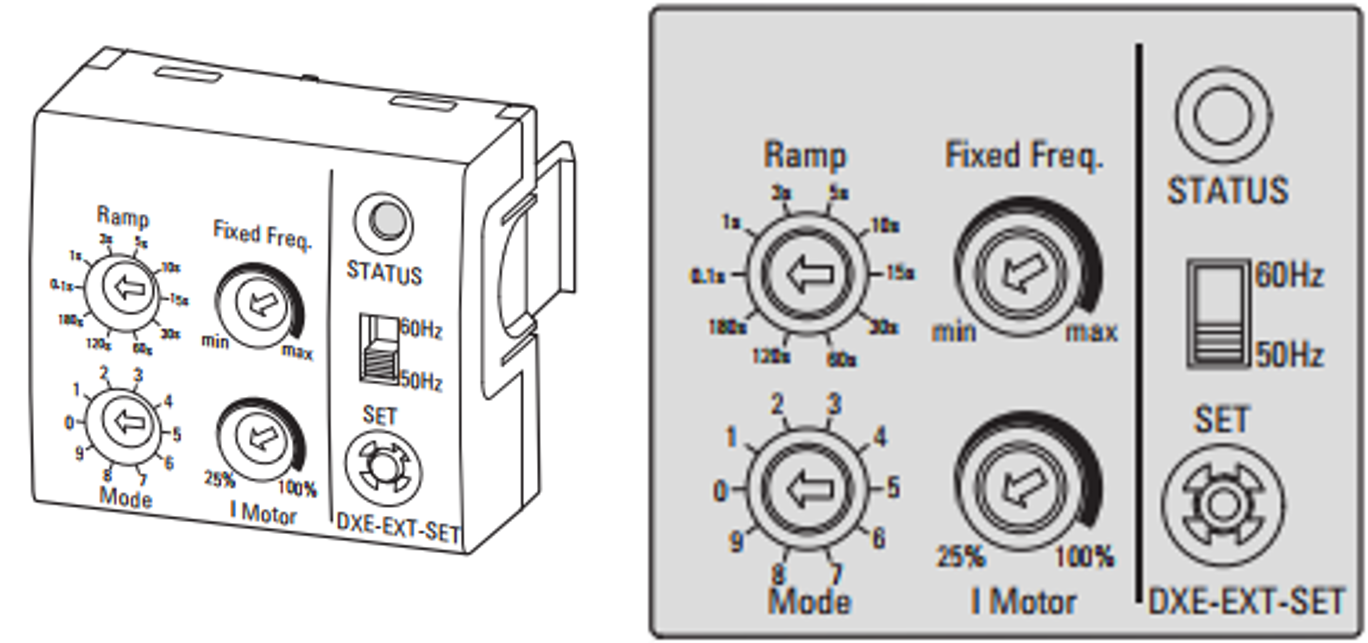 Ramp
3s 5s
1s 10s
0.1s 15s
180s 30s
120s 60s
Fixed Freq.
min max
2 3
1 4
0 5
9 6
8 7
Mode
25% 100%
I Motor
STATUS
60Hz
50Hz
SET
DXE-EXT-SET
Ramp
3s 5s
1s 10s
0.1s 15s
180s 30s
120s 60s
Fixed Freq.
min max
2 3
1 4
0 5
9 6
8 7
Mode
25% 100%
I Motor
STATUS
60Hz
50Hz
SET
DXE-EXT-SET